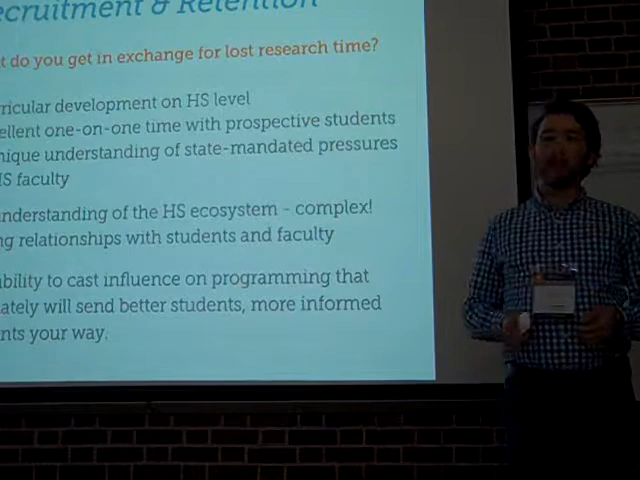 ecruitment & Retention
t do you get in exchange for lost research time?
ricular development on HS level
ellent one-on-one time with prospective students
nique understanding of state-mandated pressures
HS faculty
nderstanding of the HS ecosystem - complex!
ng relationships with students and faculty
bility to cast influence on programming that
ately will send better students, more informed
nts your way.